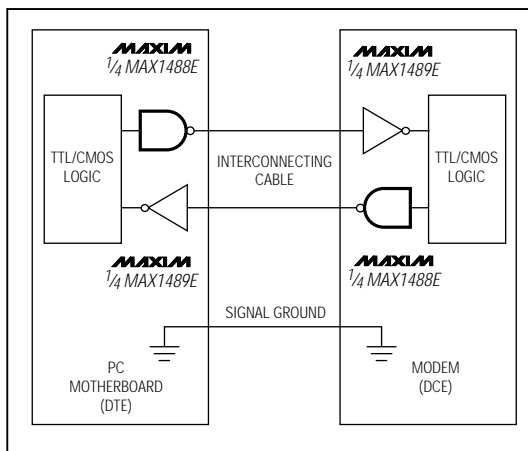 MAXIM
1/4 MAX1488E
MAXIM
1/4 MAX1489E
TTL/CMOS
LOGIC
INTERCONNECTING
CABLE
TTL/CMOS
LOGIC
MAXIM
1/4 MAX1489E
MAXIM
1/4 MAX1488E
SIGNAL GROUND
PC
MOTHERBOARD
(DTE)
MODEM
(DCE)